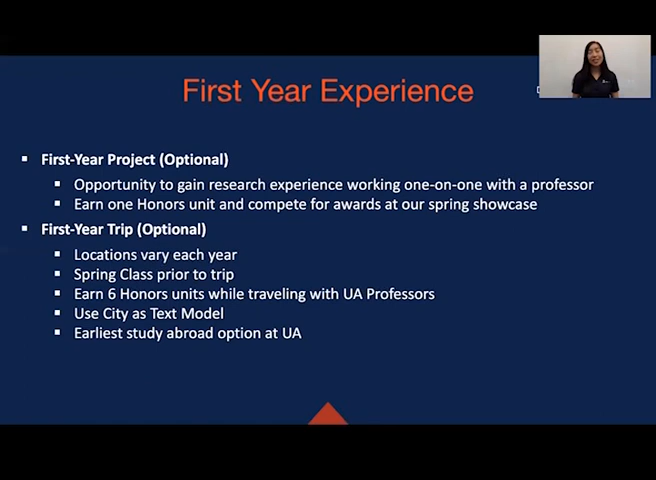 First Year Experience
▪ First-Year Project (Optional)
▪ Opportunity to gain research experience working one-on-one with a professor
▪ Earn one Honors unit and compete for awards at our spring showcase
▪ First-Year Trip (Optional)
▪ Locations vary each year
▪ Spring Class prior to trip
▪ Earn 6 Honors units while traveling with UA Professors
▪ Use City as Text Model
▪ Earliest study abroad option at UA